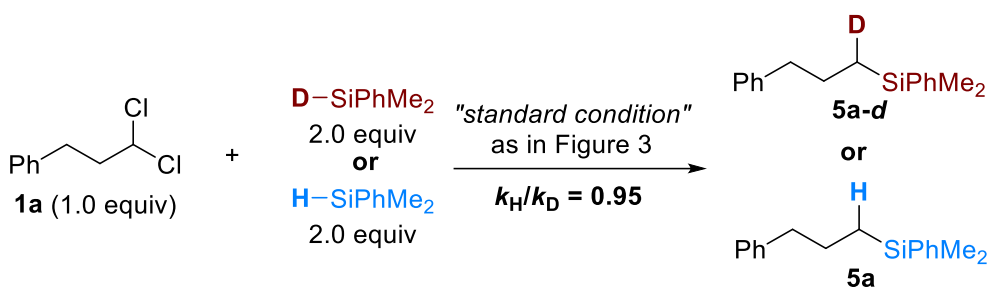 Cl
Cl
Ph
1a (1.0 equiv)
+
D–SiPhMe2
2.0 equiv
or
H–SiPhMe2
2.0 equiv
"standard condition"
as in Figure 3
kH/kD = 0.95
D
Ph
SiPhMe2
5a-d
or
H
Ph
SiPhMe2
5a